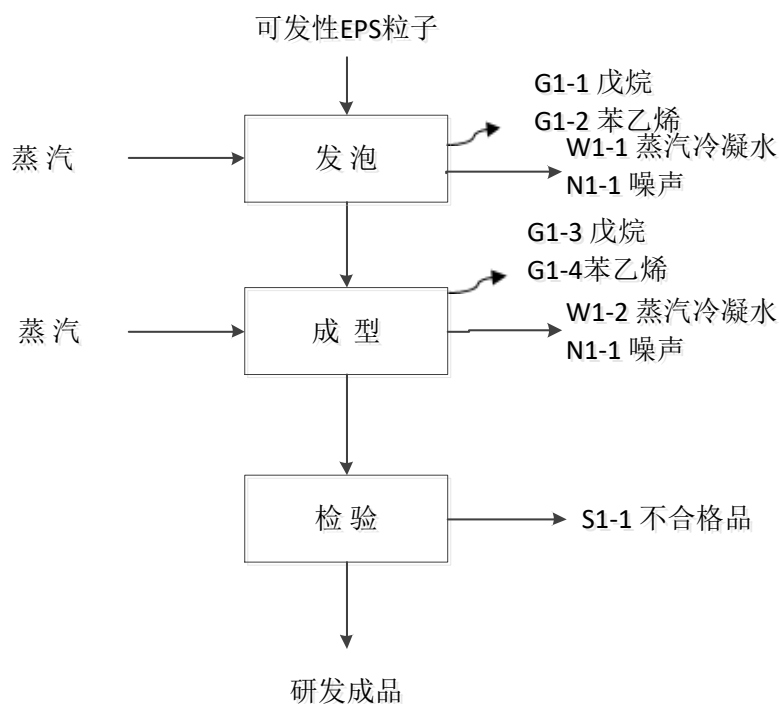 可发性EPS粒子
G1-1 戊烷
G1-2 苯乙烯
蒸 汽
发 泡
W1-1 蒸汽冷凝水
N1-1 噪声
G1-3 戊烷
G1-4苯乙烯
蒸 汽
成 型
W1-2 蒸汽冷凝水
N1-1 噪声
检 验
S1-1 不合格品
研发成品